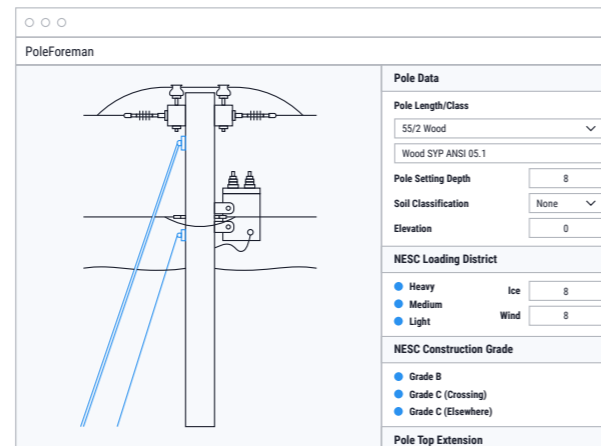 PoleForeman
Pole Data
Pole Length/Class
55/2 Wood
Wood SYP ANSI 05.1
Pole Setting Depth 8
Soil Classification None
Elevation 0
NESC Loading District
Heavy Ice 8
Medium
Wind 8
Light
NESC Construction Grade
Grade B
Grade C (Crossing)
Grade C (Elsewhere)
Pole Top Extension